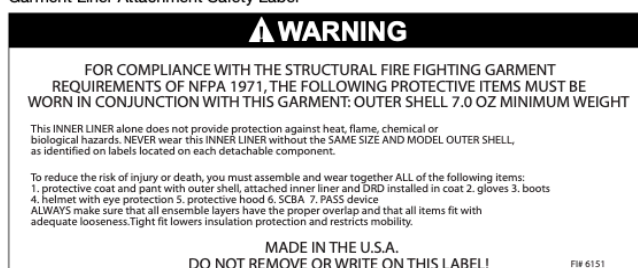 Garment Liner Attachment Safety Label
WARNING
FOR COMPLIANCE WITH THE STRUCTURAL FIRE FIGHTING GARMENT
REQUIREMENTS OF NFPA 1971, THE FOLLOWING PROTECTIVE ITEMS MUST BE
WORN IN CONJUNCTION WITH THIS GARMENT: OUTER SHELL 7.0 OZ MINIMUM WEIGHT
This INNER LINER alone does not provide protection against heat, flame, chemical or
biological hazards. NEVER wear this INNER LINER without the SAME SIZE AND MODEL OUTER SHELL,
as identified on labels located on each detachable component.
To reduce the risk of injury or death, you must assemble and wear together ALL of the following items:
1. protective coat and pant with outer shell, attached inner liner and DRD installed in coat 2. gloves 3. boots
4. helmet with eye protection 5. protective hood 6. SCBA 7. PASS device
ALWAYS make sure that all ensemble layers have the proper overlap and that all items fit with
adequate looseness.Tight fit lowers insulation protection and restricts mobility.
MADE IN THE U.S.A.
DO NOT REMOVE OR WRITE ON THIS LABEL!
FI# 6151